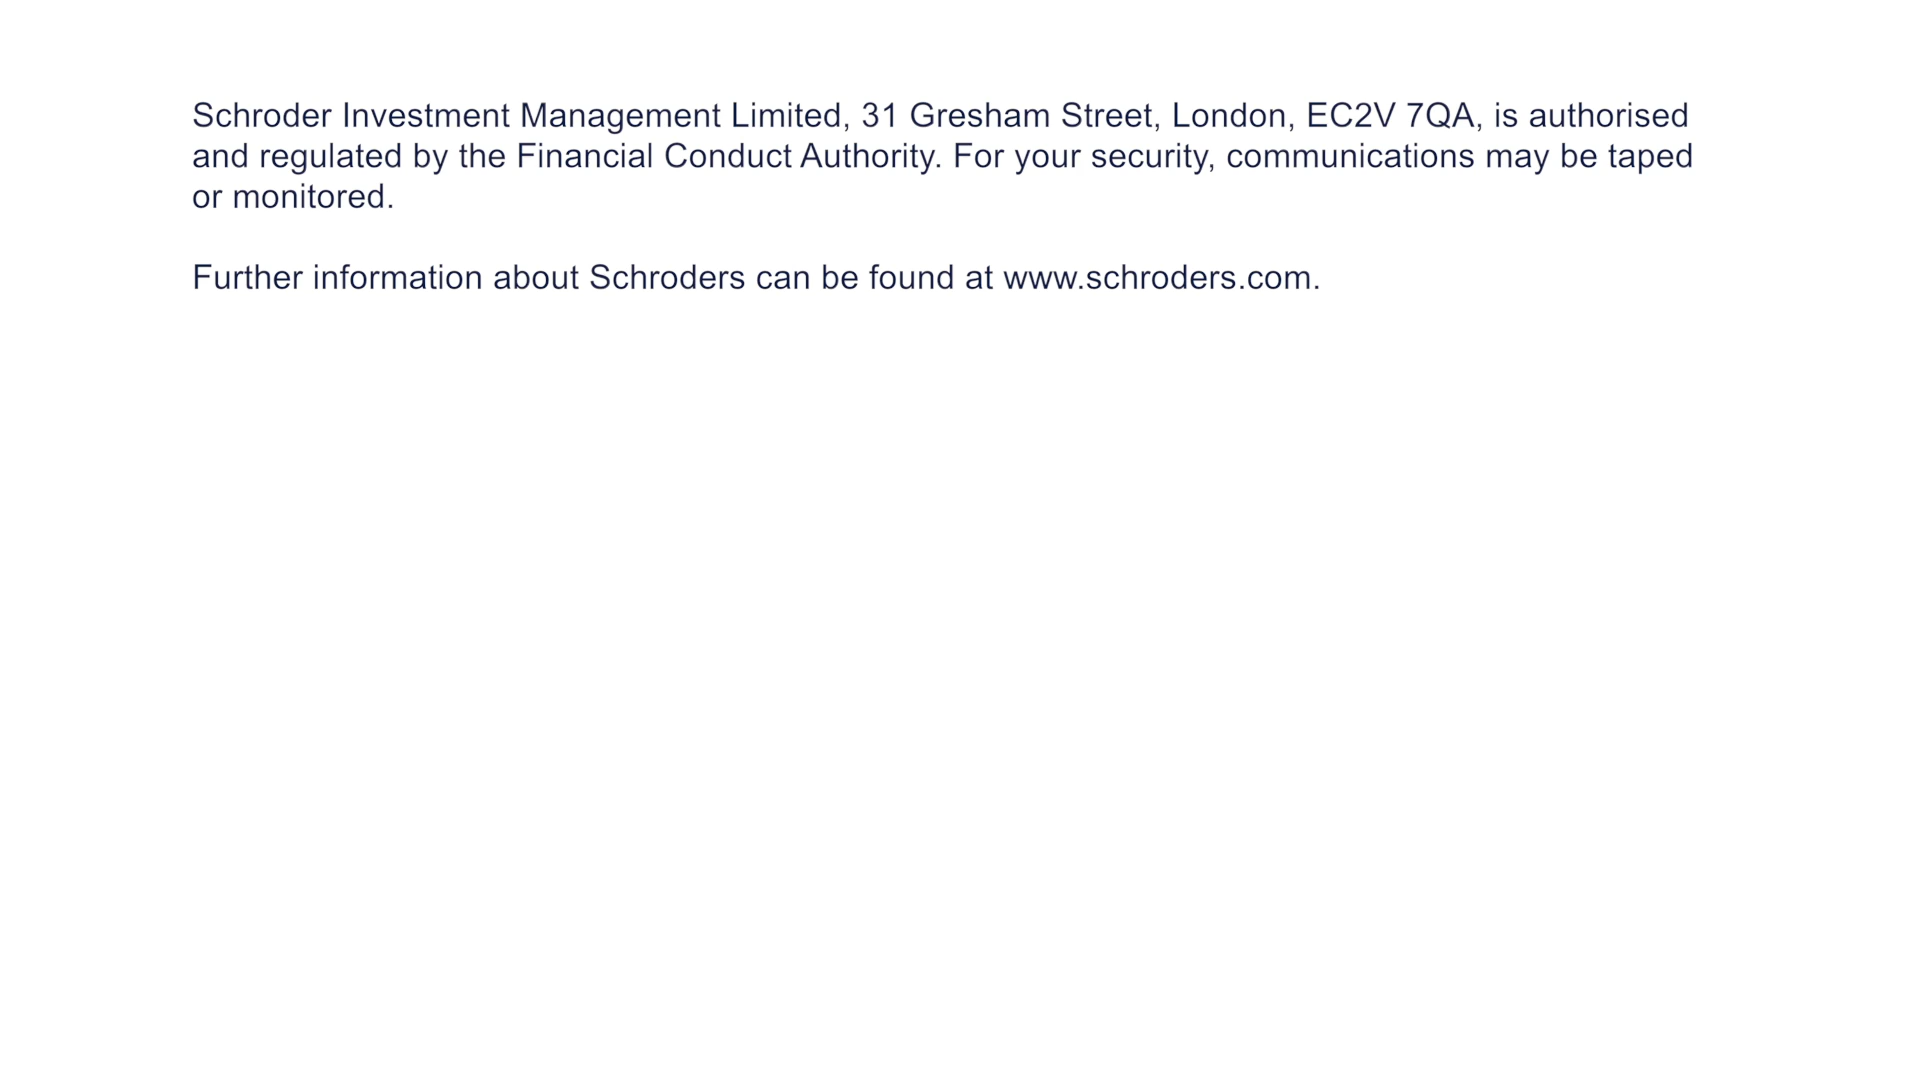 Schroder Investment Management Limited, 31 Gresham Street, London, EC2V 7QA, is authorised
and regulated by the Financial Conduct Authority. For your security, communications may be taped
or monitored.
Further information about Schroders can be found at www.schroders.com.